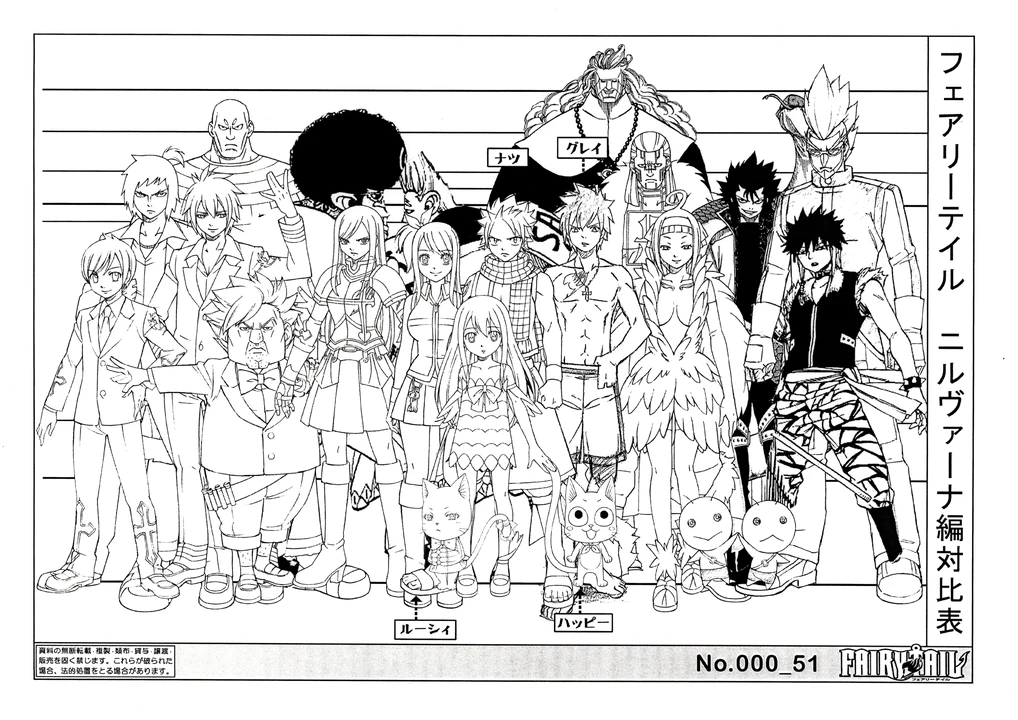 フェアリーテイル ニルヴァーナ編対比表
ナツ
グレイ
ルーシィ
ハッピー
資料の無断転載・複製・頒布・貸与・譲渡・
販売を固く禁じます。これらが破られた
場合、法的処置をとる場合があります。
No.000_51
FAIRY TAIL
フェアリーテイル